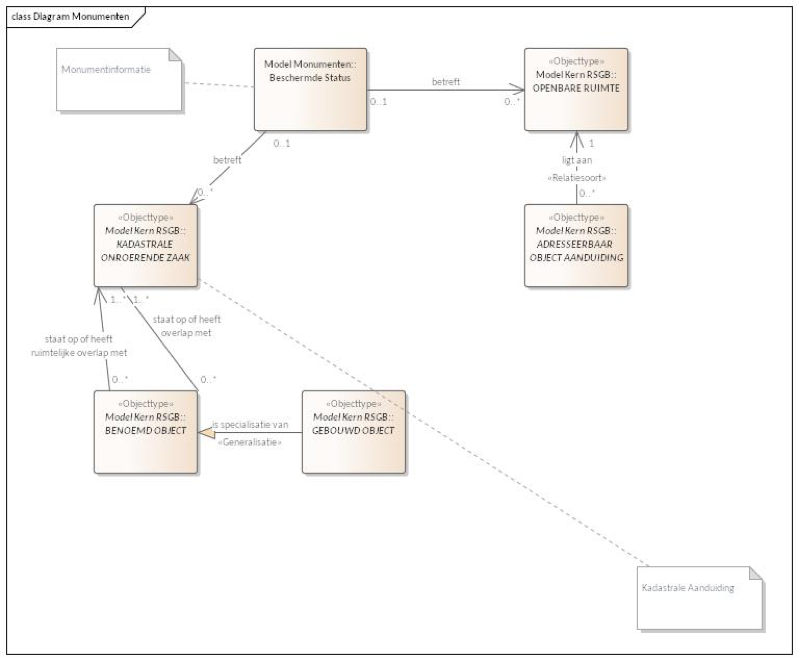 class Diagram Monumenten
Monumentinformatie
Model Monumenten::
Beschermde Status
«Objecttype»
Model Kern RSGB::
OPENBARE RUIMTE
betreft
0..1
0..*
0..1
betreft
0..*
1
ligt aan
«Relatiesoort»
0..*
«Objecttype»
Model Kern RSGB::
KADASTRALE
ONROERENDE ZAAK
«Objecttype»
Model Kern RSGB::
ADRESSEERBAAR
OBJECT AANDUIDING
1..*
1..*
staat op of heeft
overlap met
staat op of heeft
ruimtelijke overlap met
0..*
0..*
«Objecttype»
Model Kern RSGB::
BENOEMD OBJECT
is specialisatie van
«Generalisatie»
«Objecttype»
Model Kern RSGB::
GEBOUWD OBJECT
Kadastrale Aanduiding